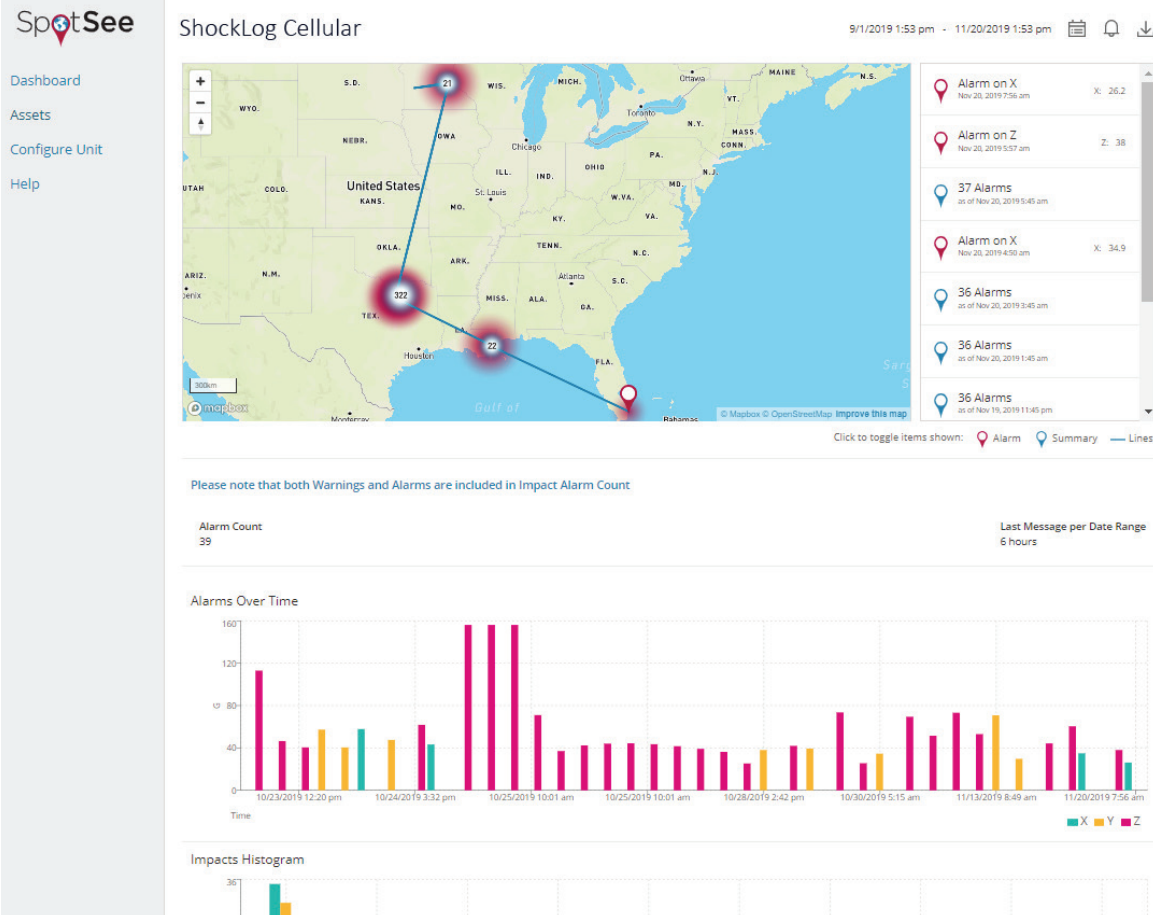 SpotSee
ShockLog Cellular
9/1/2019 1:53 pm - 11/20/2019 1:53 pm
Dashboard
Assets
Configure Unit
Help
+
−
S.D.
21
WIS.
MICH.
Ottawa
MAINE
N.S.
WYO.
VT.
Toronto
NEBR.
IOWA
N.Y.
MASS.
CONN.
Chicago
PA.
OHIO
ILL.
IND.
N.J.
MD.
UTAH
COLO.
United States
St. Louis
KANS.
MO.
W.VA.
KY.
VA.
OKLA.
TENN.
N.C.
ARK.
ARIZ.
N.M.
Atlanta
S.C.
enix
322
MISS.
ALA.
GA.
TEX.
LA.
22
Houston
FLA.
Sarg
S
300km
mapbox
Gulf of
Monterrey
Bahamas
© Mapbox © OpenStreetMap Improve this map
Alarm on X
Nov 20, 2019 7:56 am
X: 26.2
Alarm on Z
Nov 20, 2019 5:57 am
Z: 38
37 Alarms
as of Nov 20, 2019 5:45 am
Alarm on X
Nov 20, 2019 4:50 am
X: 34.9
36 Alarms
as of Nov 20, 2019 3:45 am
36 Alarms
as of Nov 20, 2019 1:45 am
36 Alarms
as of Nov 19, 2019 11:45 pm
Click to toggle items shown: Alarm Summary Lines
Please note that both Warnings and Alarms are included in Impact Alarm Count
Alarm Count
39
Last Message per Date Range
6 hours
Alarms Over Time
160
120
G 80
40
0
10/23/2019 12:20 pm 10/24/2019 3:32 pm 10/25/2019 10:01 am 10/25/2019 10:01 am 10/28/2019 2:42 pm 10/30/2019 5:15 am 11/13/2019 8:49 am 11/20/2019 7:56 am
Time
X Y Z
Impacts Histogram
36